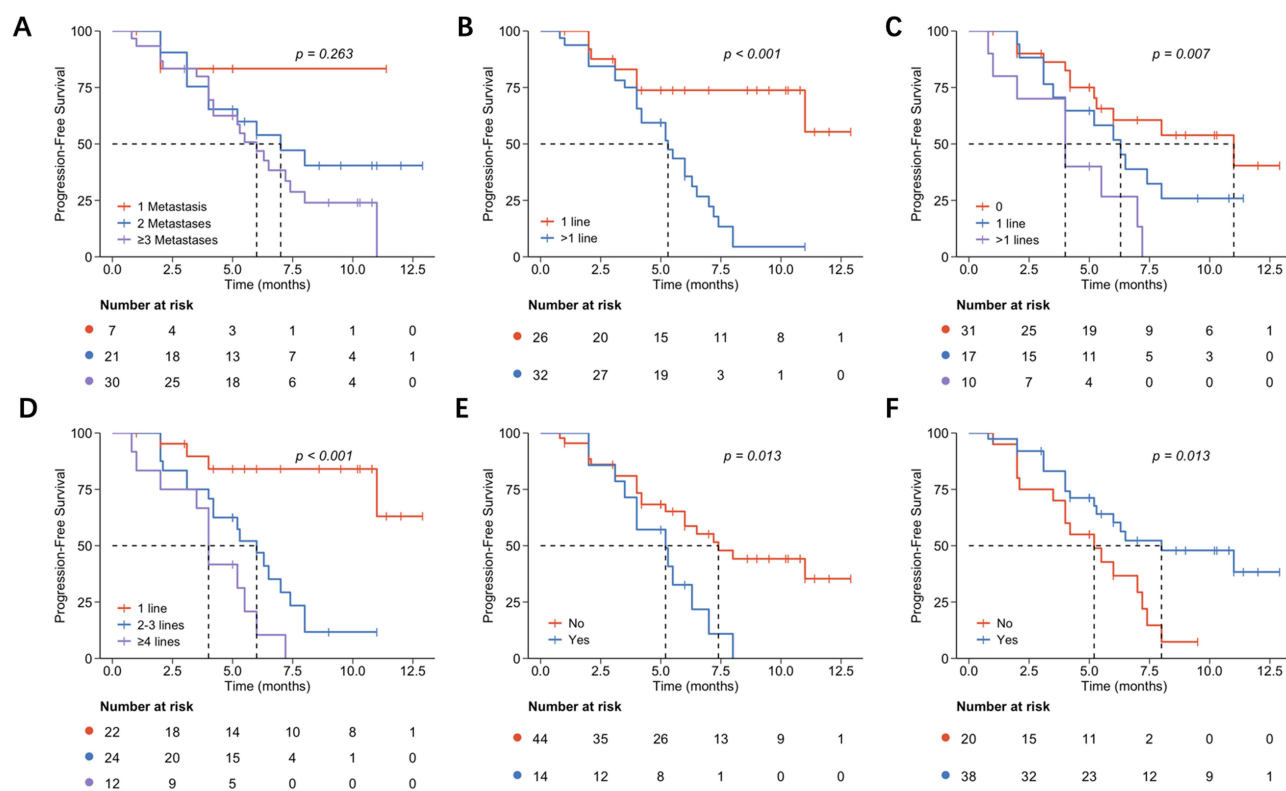 A
Progression-Free Survival
100
75
50
25
0
p = 0.263
1 Metastasis
2 Metastases
≥3 Metastases
0.0 2.5 5.0 7.5 10.0 12.5
Time (months)
Number at risk
7 4 3 1 1 0
21 18 13 7 4 1
30 25 18 6 4 0
B
Progression-Free Survival
100
75
50
25
0
p < 0.001
1 line
>1 line
0.0 2.5 5.0 7.5 10.0 12.5
Time (months)
Number at risk
26 20 15 11 8 1
32 27 19 3 1 0
C
Progression-Free Survival
100
75
50
25
0
p = 0.007
0
1 line
>1 lines
0.0 2.5 5.0 7.5 10.0 12.5
Time (months)
Number at risk
31 25 19 9 6 1
17 15 11 5 3 0
10 7 4 0 0 0
D
Progression-Free Survival
100
75
50
25
0
p < 0.001
1 line
2-3 lines
≥4 lines
0.0 2.5 5.0 7.5 10.0 12.5
Time (months)
Number at risk
22 18 14 10 8 1
24 20 15 4 1 0
12 9 5 0 0 0
E
Progression-Free Survival
100
75
50
25
0
p = 0.013
No
Yes
0.0 2.5 5.0 7.5 10.0 12.5
Time (months)
Number at risk
44 35 26 13 9 1
14 12 8 1 0 0
F
Progression-Free Survival
100
75
50
25
0
p = 0.013
No
Yes
0.0 2.5 5.0 7.5 10.0 12.5
Time (months)
Number at risk
20 15 11 2 0 0
38 32 23 12 9 1